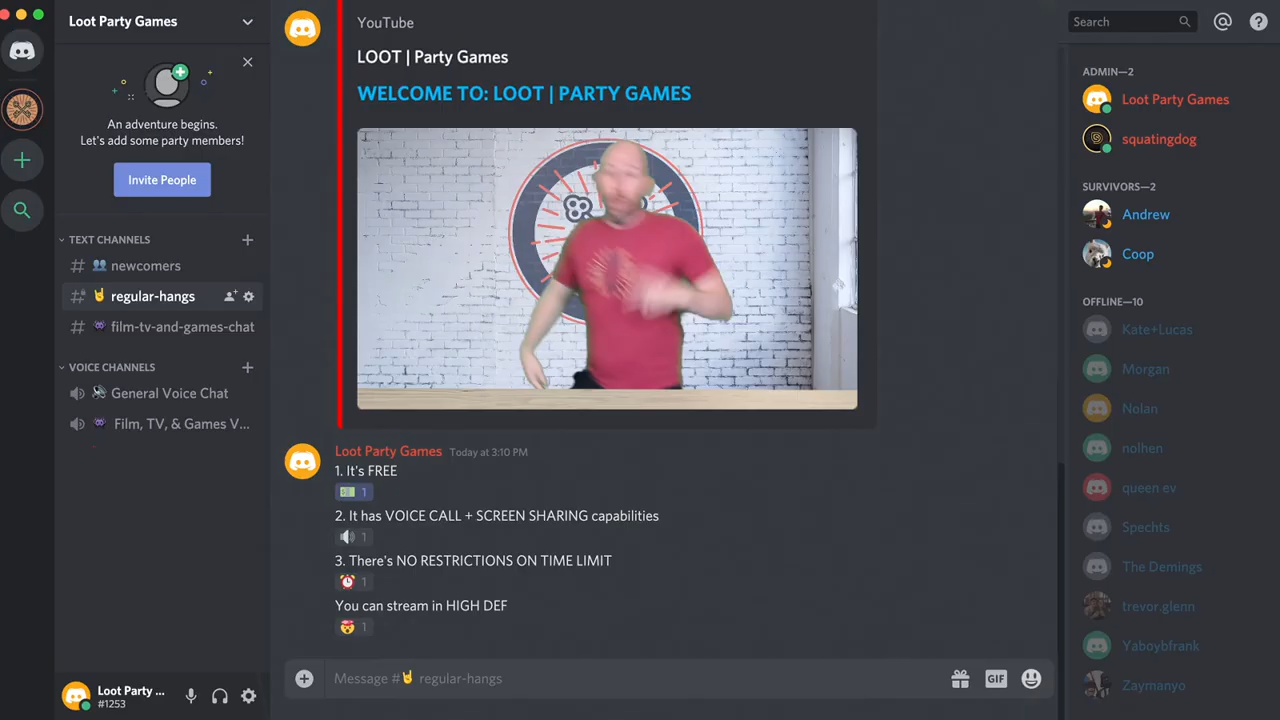 Loot Party Games
An adventure begins.
Let's add some party members!
Invite People
TEXT CHANNELS
newcomers
regular-hangs
film-tv-and-games-chat
VOICE CHANNELS
General Voice Chat
Film, TV, & Games V...
Loot Party ...
#1253
YouTube
LOOT | Party Games
WELCOME TO: LOOT | PARTY GAMES
Loot Party Games Today at 3:10 PM
1. It's FREE
1
2. It has VOICE CALL + SCREEN SHARING capabilities
1
3. There's NO RESTRICTIONS ON TIME LIMIT
1
You can stream in HIGH DEF
1
Message #🤘 regular-hangs
GIF
Search
ADMIN—2
Loot Party Games
squatingdog
SURVIVORS—2
Andrew
Coop
OFFLINE—10
Kate+Lucas
Morgan
Nolan
nolhen
queen ev
Spechts
The Demings
trevor.glenn
Yaboybfrank
Zaymanyo